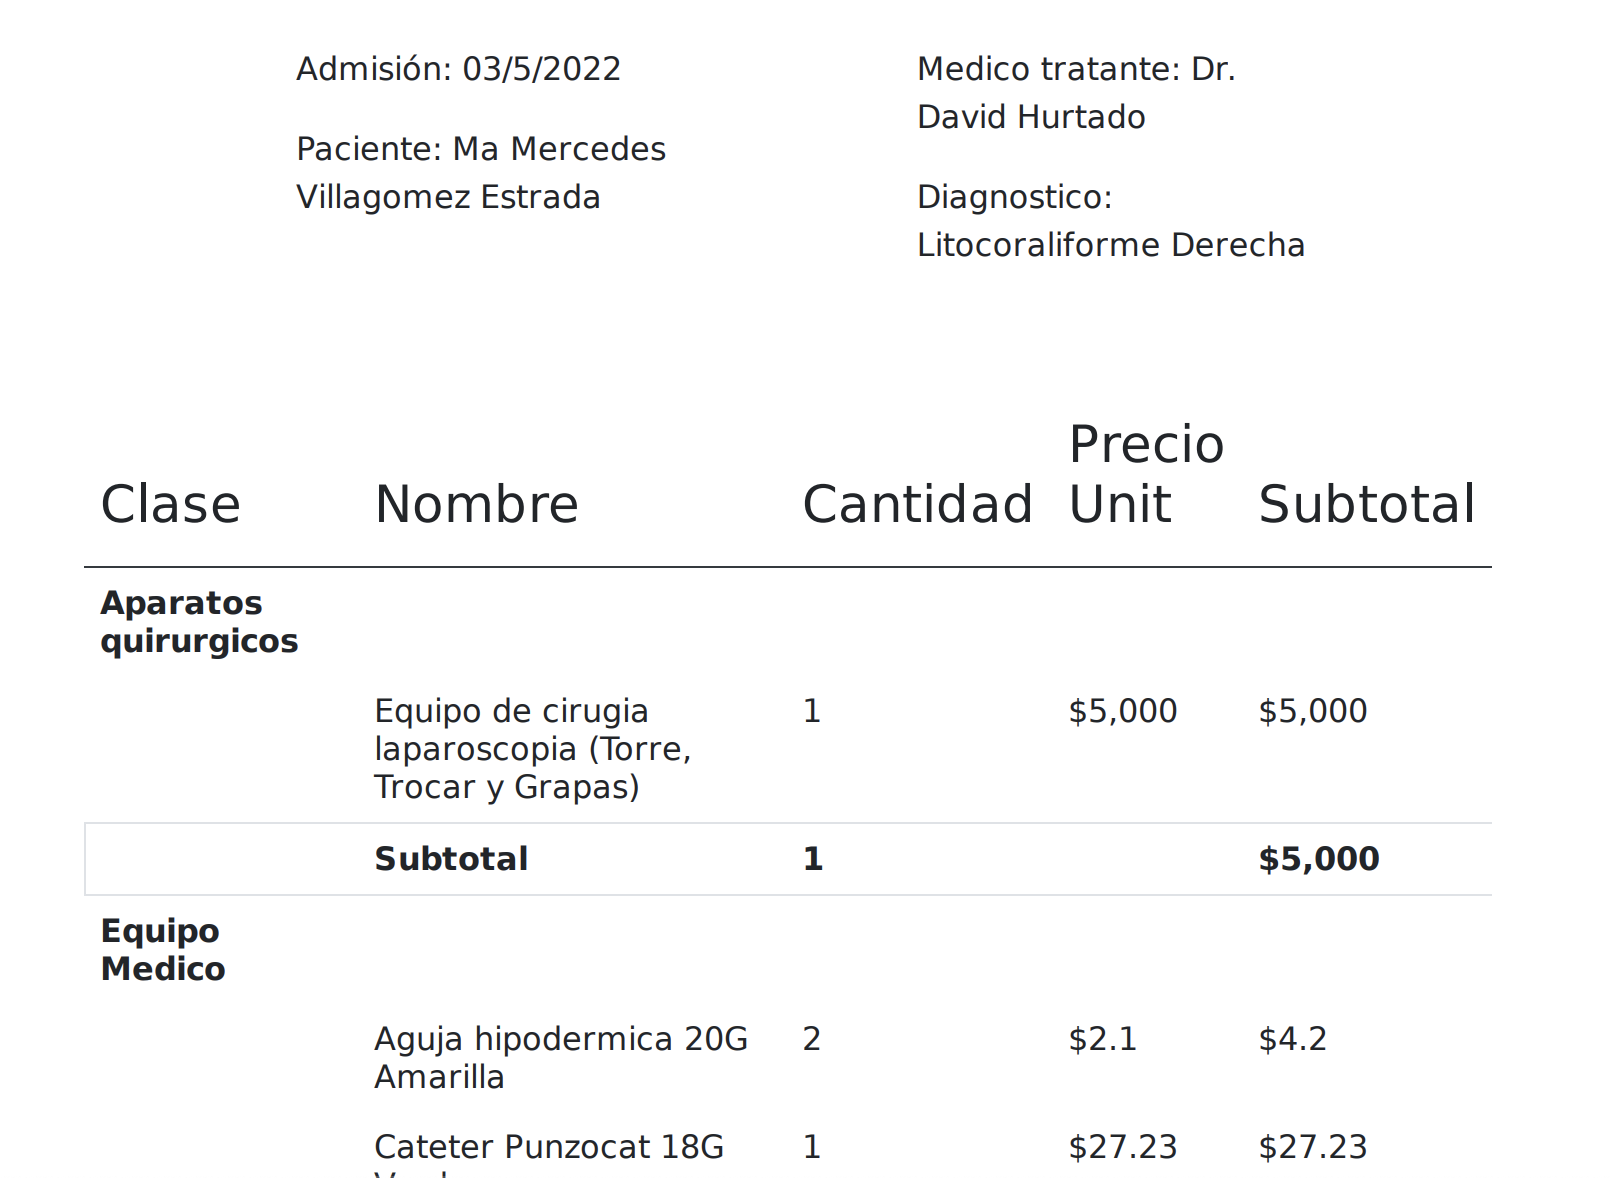 Admisión: 03/5/2022
Paciente: Ma Mercedes
Villagomez Estrada
Medico tratante: Dr.
David Hurtado
Diagnostico:
Litocoraliforme Derecha
Clase Nombre Cantidad Precio Unit Subtotal
Aparatos
quirurgicos
Equipo de cirugia 1 $5,000 $5,000
laparoscopia (Torre,
Trocar y Grapas)
Subtotal 1 $5,000
Equipo
Medico
Aguja hipodermica 20G 2 $2.1 $4.2
Amarilla
Cateter Punzocat 18G 1 $27.23 $27.23